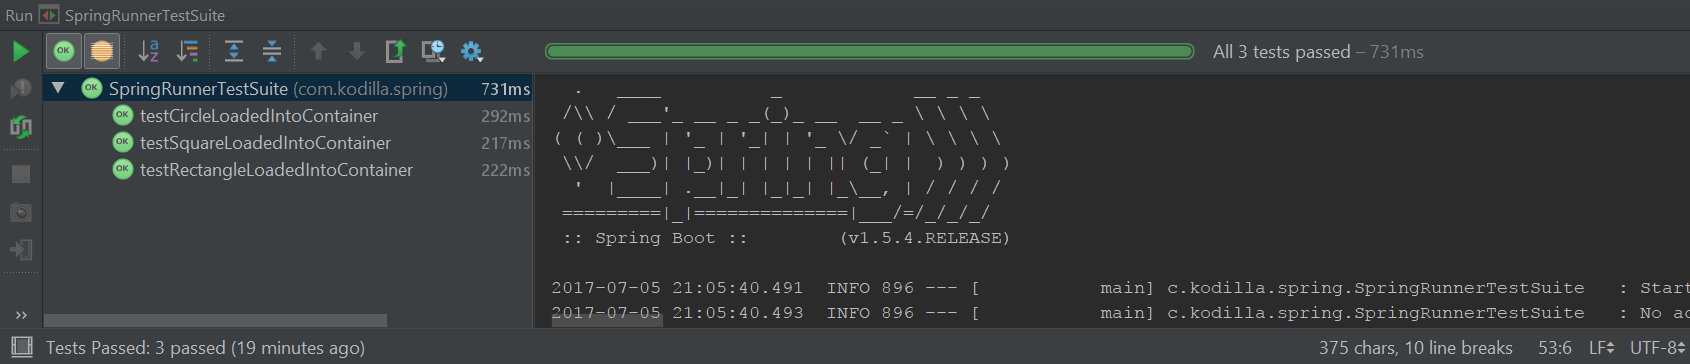 Run SpringRunnerTestSuite
All 3 tests passed – 731ms
SpringRunnerTestSuite (com.kodilla.spring) 731ms
OK testCircleLoadedIntoContainer 292ms
OK testSquareLoadedIntoContainer 217ms
OK testRectangleLoadedIntoContainer 222ms
  .   ____          _            __ _ _
 /\\ / ___'_ __ _ _(_)_ __  __ _ \ \ \ \
( ( )\___ | '_ | '_| | '_ \/ _` | \ \ \ \
 \\/  ___)| |_)| | | | | || (_| |  ) ) ) )
  '  |____| .__|_| |_|_| |_\__, | / / / /
 =========|_|==============|___/=/_/_/_/
 :: Spring Boot ::        (v1.5.4.RELEASE)
2017-07-05 21:05:40.491  INFO 896 --- [           main] c.kodilla.spring.SpringRunnerTestSuite   : Start
2017-07-05 21:05:40.493  INFO 896 --- [           main] c.kodilla.spring.SpringRunnerTestSuite   : No ac
Tests Passed: 3 passed (19 minutes ago) 375 chars, 10 line breaks 53:6 LF UTF-8